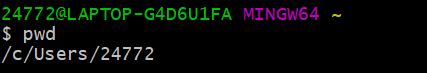 24772@LAPTOP-G4D6U1FA MINGW64 ~
$ pwd
/c/Users/24772